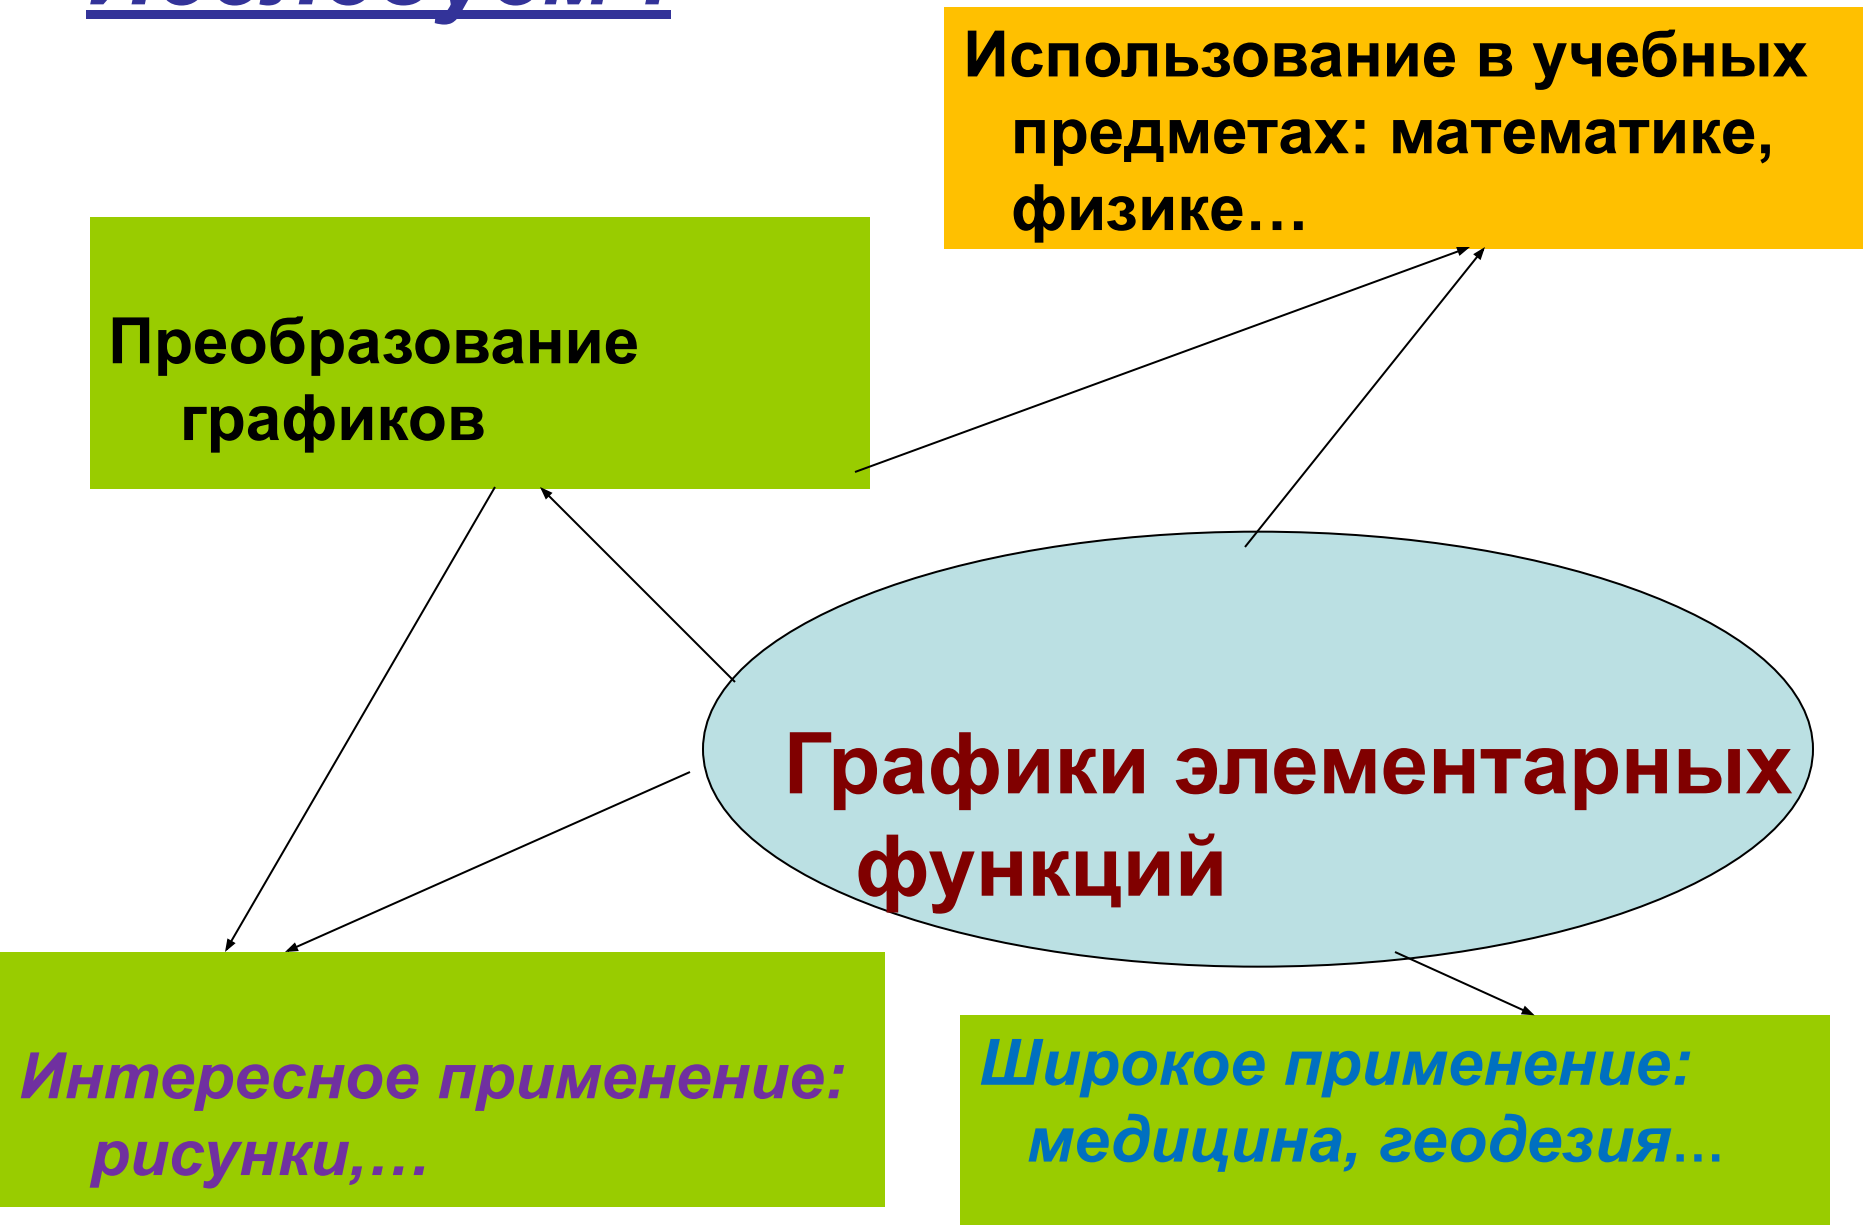 Использование в учебных
предметах: математике,
физике…
Преобразование
графиков
Графики элементарных
функций
Интересное применение:
рисунки,…
Широкое применение:
медицина, геодезия…